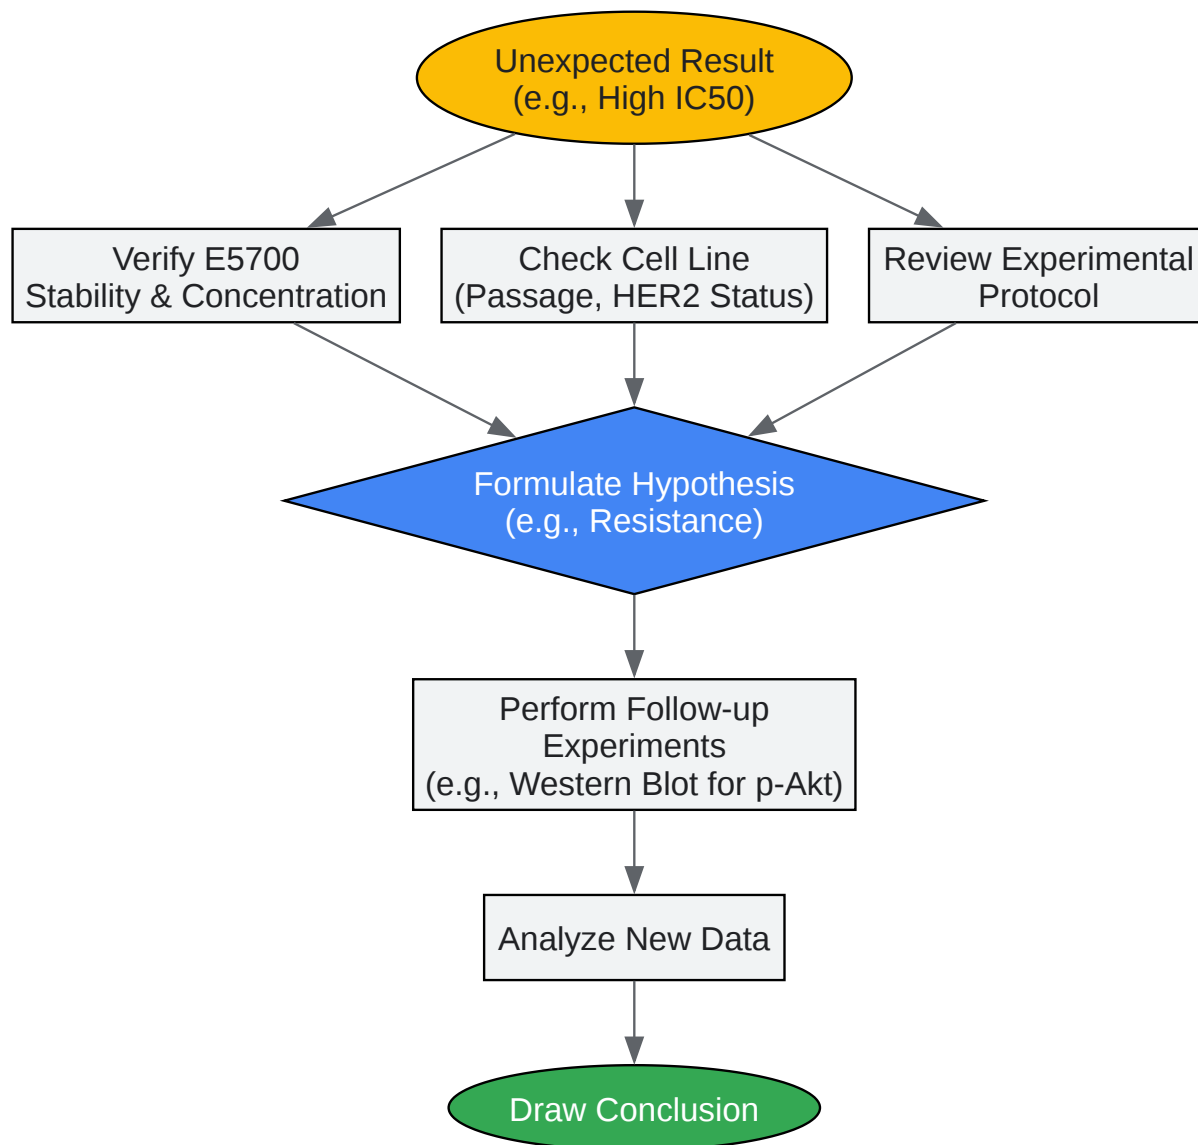 Unexpected Result
(e.g., High IC50)
Verify E5700
Stability & Concentration
Check Cell Line
(Passage, HER2 Status)
Review Experimental
Protocol
Formulate Hypothesis
(e.g., Resistance)
Perform Follow-up
Experiments
(e.g., Western Blot for p-Akt)
Analyze New Data
Draw Conclusion